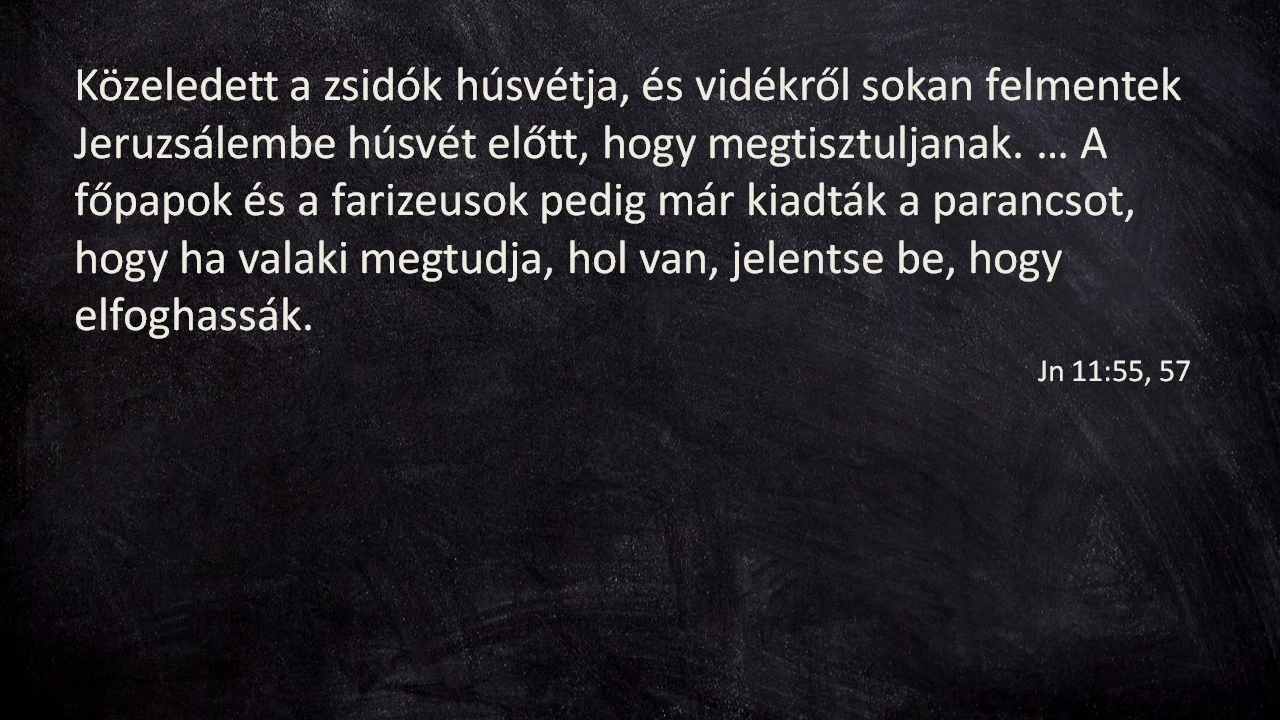 Közeledett a zsidók húsvétja, és vidékről sokan felmentek
Jeruzsálembe húsvét előtt, hogy megtisztuljanak. … A
főpapok és a farizeusok pedig már kiadták a parancsot,
hogy ha valaki megtudja, hol van, jelentse be, hogy
elfoghassák.
Jn 11:55, 57